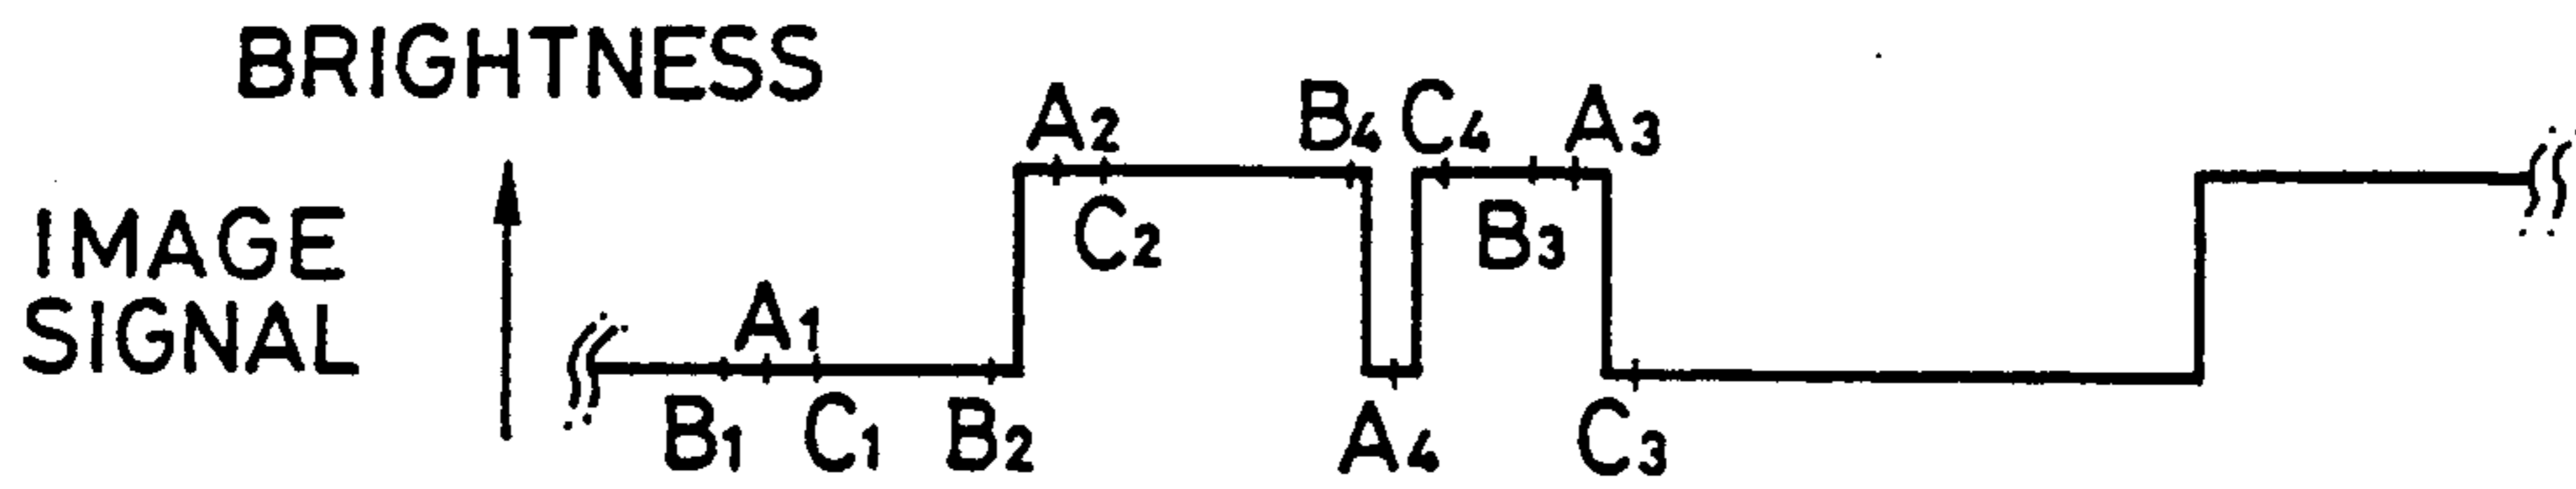 BRIGHTNESS
IMAGE
SIGNAL
A2 B4 C4 A3
C2 B3
A1
B1 C1 B2 A4 C3